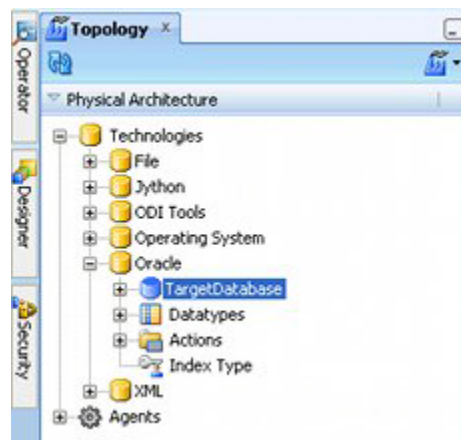 Topology
Operator
Designer
Security
Physical Architecture
Technologies
File
Jython
ODI Tools
Operating System
Oracle
TargetDatabase
Datatypes
Actions
Index Type
XML
Agents